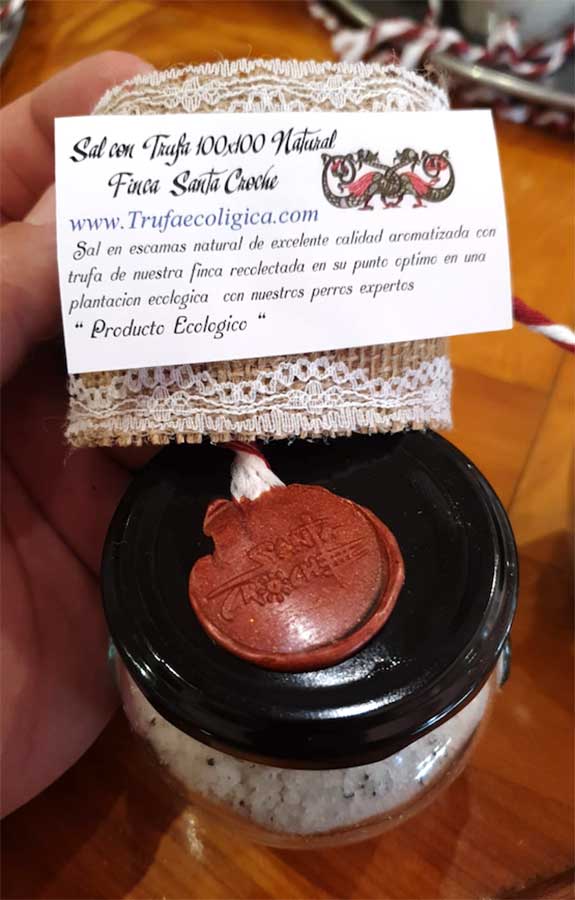 Sal con Trufa 100x100 Natural
Finca Santa Croche
www.Trufaecoligica.com
Sal en escamas natural de excelente calidad aromatizada con
trufa de nuestra finca recolectada en su punto optimo en una
plantacion ecologica con nuestros perros expertos
" Producto Ecologico "
SANTA
CROCHE